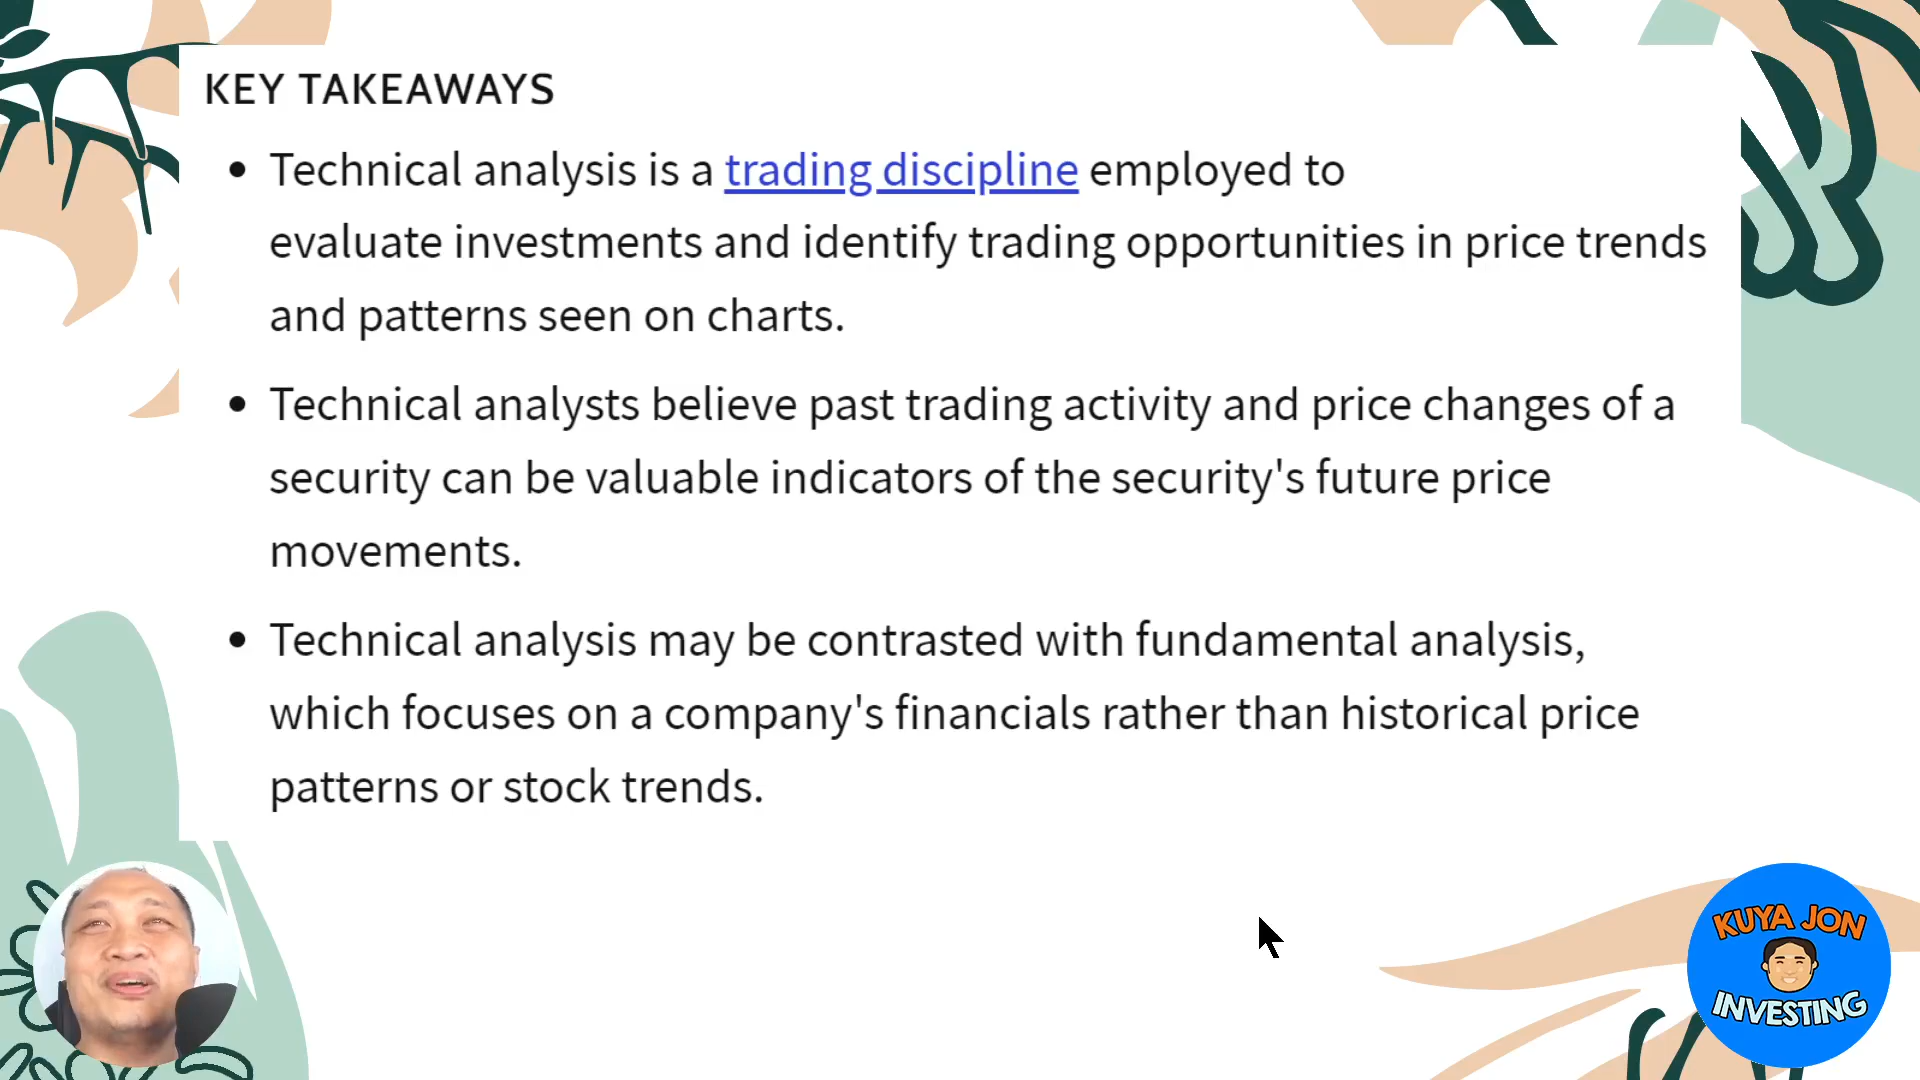 KEY TAKEAWAYS
• Technical analysis is a trading discipline employed to
evaluate investments and identify trading opportunities in price trends
and patterns seen on charts.
• Technical analysts believe past trading activity and price changes of a
security can be valuable indicators of the security's future price
movements.
• Technical analysis may be contrasted with fundamental analysis,
which focuses on a company's financials rather than historical price
patterns or stock trends.
KUYA JON
INVESTING